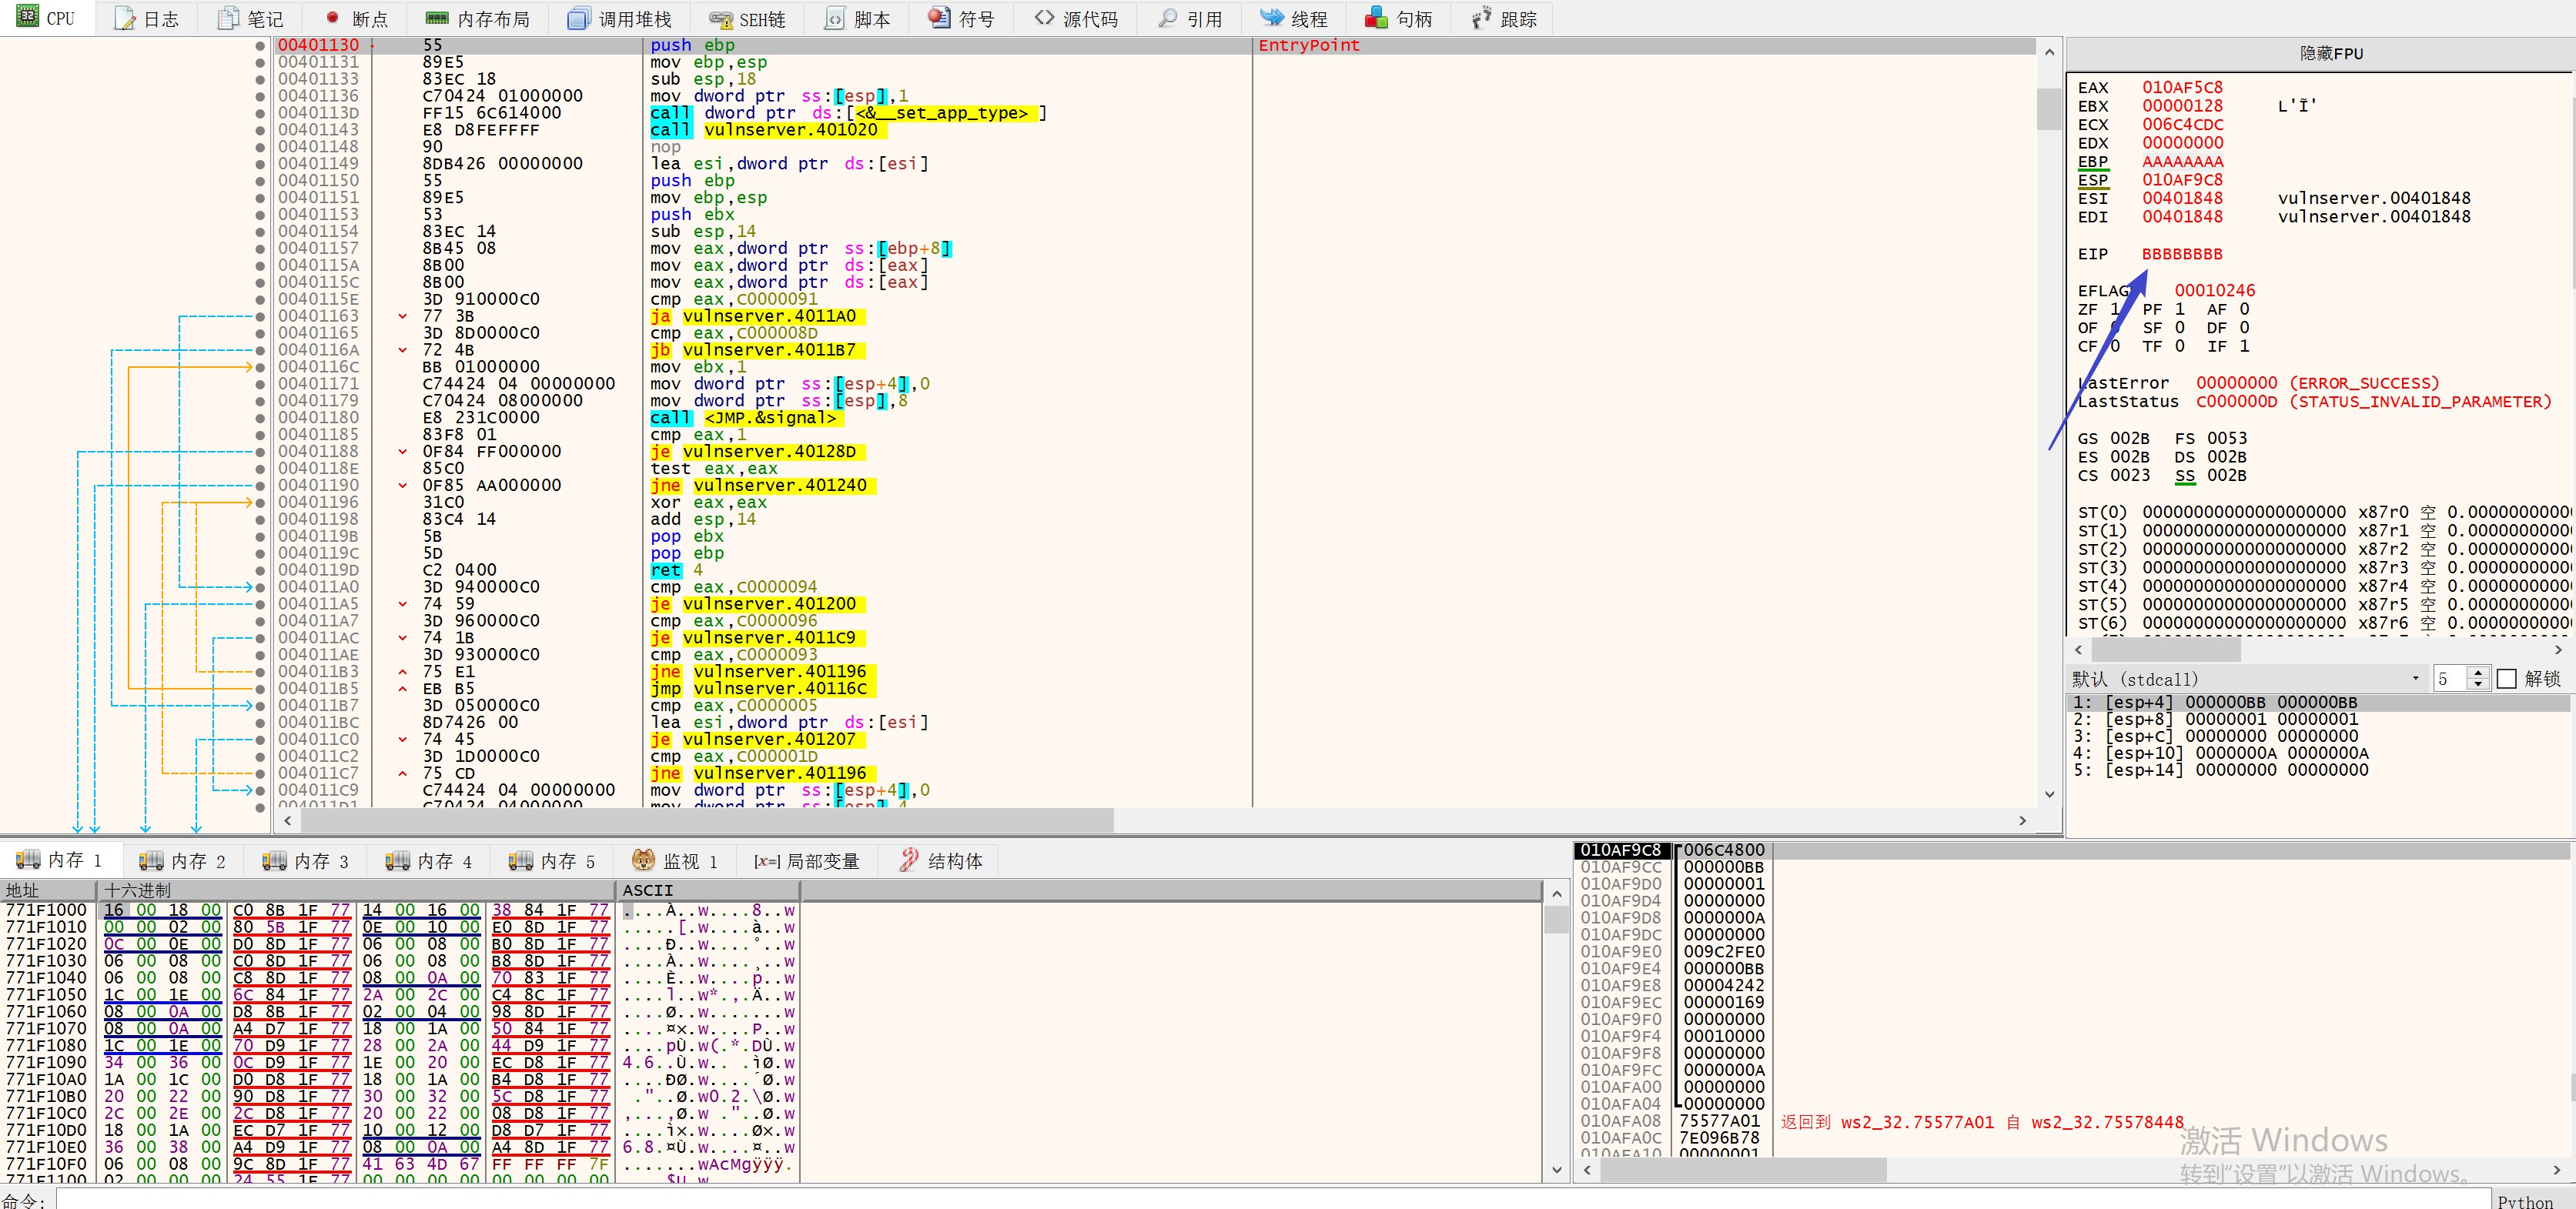 CPU 日志 笔记 断点 内存布局 调用堆栈 SEH链 脚本 符号 源代码 引用 线程 句柄 跟踪
00401130 55 push ebp EntryPoint
00401131 89E5 mov ebp,esp
00401133 83EC 18 sub esp,18
00401136 C70424 01000000 mov dword ptr ss:[esp],1
0040113D FF15 6C614000 call dword ptr ds:[<&__set_app_type>]
00401143 E8 D8FEFFFF call vulnserver.401020
00401148 90 nop
00401149 8DB426 00000000 lea esi,dword ptr ds:[esi]
00401150 55 push ebp
00401151 89E5 mov ebp,esp
00401153 53 push ebx
00401154 83EC 14 sub esp,14
00401157 8B45 08 mov eax,dword ptr ss:[ebp+8]
0040115A 8B00 mov eax,dword ptr ds:[eax]
0040115C 8B00 mov eax,dword ptr ds:[eax]
0040115E 3D 910000C0 cmp eax,C0000091
00401163 77 3B ja vulnserver.4011A0
00401165 3D 8D0000C0 cmp eax,C000008D
0040116A 72 4B jb vulnserver.4011B7
0040116C BB 01000000 mov ebx,1
00401171 C74424 04 00000000 mov dword ptr ss:[esp+4],0
00401179 C70424 08000000 mov dword ptr ss:[esp],8
00401180 E8 231C0000 call <JMP.&signal>
00401185 83F8 01 cmp eax,1
00401188 0F84 FF000000 je vulnserver.40128D
0040118E 85C0 test eax,eax
00401190 0F85 AA000000 jne vulnserver.401240
00401196 31C0 xor eax,eax
00401198 83C4 14 add esp,14
0040119B 5B pop ebx
0040119C 5D pop ebp
0040119D C2 0400 ret 4
004011A0 3D 940000C0 cmp eax,C0000094
004011A5 74 59 je vulnserver.401200
004011A7 3D 960000C0 cmp eax,C0000096
004011AC 74 1B je vulnserver.4011C9
004011AE 3D 930000C0 cmp eax,C0000093
004011B3 75 E1 jne vulnserver.401196
004011B5 EB B5 jmp vulnserver.40116C
004011B7 3D 050000C0 cmp eax,C0000005
004011BC 8D7426 00 lea esi,dword ptr ds:[esi]
004011C0 74 45 je vulnserver.401207
004011C2 3D 1D0000C0 cmp eax,C000001D
004011C7 75 CD jne vulnserver.401196
004011C9 C74424 04 00000000 mov dword ptr ss:[esp+4],0
004011D1 C70424 04000000 mov dword ptr ss:[esp],4
隐藏FPU
EAX 010AF5C8
EBX 00000128 L'Ĩ'
ECX 006C4CDC
EDX 00000000
EBP AAAAAAAA
ESP 010AF9C8
ESI 00401848 vulnserver.00401848
EDI 00401848 vulnserver.00401848
EIP BBBBBBBB
EFLAG 00010246
ZF 1 PF 1 AF 0
OF 0 SF 0 DF 0
CF 0 TF 0 IF 1
LastError 00000000 (ERROR_SUCCESS)
LastStatus C000000D (STATUS_INVALID_PARAMETER)
GS 002B FS 0053
ES 002B DS 002B
CS 0023 SS 002B
ST(0) 00000000000000000000 x87r0 空 0.0000000000
ST(1) 00000000000000000000 x87r1 空 0.0000000000
ST(2) 00000000000000000000 x87r2 空 0.0000000000
ST(3) 00000000000000000000 x87r3 空 0.0000000000
ST(4) 00000000000000000000 x87r4 空 0.0000000000
ST(5) 00000000000000000000 x87r5 空 0.0000000000
ST(6) 00000000000000000000 x87r6 空 0.0000000000
默认 (stdcall) 5 解锁
1: [esp+4] 000000BB 000000BB
2: [esp+8] 00000001 00000001
3: [esp+C] 00000000 00000000
4: [esp+10] 0000000A 0000000A
5: [esp+14] 00000000 00000000
内存 1 内存 2 内存 3 内存 4 内存 5 监视 1 [x=] 局部变量 结构体
地址 十六进制 ASCII
771F1000 16 00 18 00 C0 8B 1F 77 14 00 16 00 38 84 1F 77 ....À..w....8..w
771F1010 00 00 02 00 80 5B 1F 77 0E 00 10 00 E0 8D 1F 77 .....[.w....à..w
771F1020 0C 00 0E 00 D0 8D 1F 77 06 00 08 00 B0 8D 1F 77 ....Ð..w....°..w
771F1030 06 00 08 00 C0 8D 1F 77 06 00 08 00 B8 8D 1F 77 ....À..w....¸..w
771F1040 06 00 08 00 C8 8D 1F 77 08 00 0A 00 70 83 1F 77 ....È..w....p..w
771F1050 1C 00 1E 00 6C 84 1F 77 2A 00 2C 00 C4 8C 1F 77 ....l..w*.,.Ä..w
771F1060 08 00 0A 00 D8 8B 1F 77 02 00 04 00 98 8D 1F 77 ....Ø..w.......w
771F1070 08 00 0A 00 A4 D7 1F 77 18 00 1A 00 50 84 1F 77 ....¤×.w....P..w
771F1080 1C 00 1E 00 70 D9 1F 77 28 00 2A 00 44 D9 1F 77 ....pÙ.w(.*.DÙ.w
771F1090 34 00 36 00 0C D9 1F 77 1E 00 20 00 EC D8 1F 77 4.6..Ù.w.. .ìØ.w
771F10A0 1A 00 1C 00 D0 D8 1F 77 18 00 1A 00 B4 D8 1F 77 ....ÐØ.w....´Ø.w
771F10B0 20 00 22 00 90 D8 1F 77 30 00 32 00 5C D8 1F 77 .".Ø.w0.2.\Ø.w
771F10C0 2C 00 2E 00 2C D8 1F 77 20 00 22 00 08 D8 1F 77 ,...,Ø.w .".Ø.w
771F10D0 18 00 1A 00 EC D7 1F 77 10 00 12 00 D8 D7 1F 77 ....ì×.w....Ø×.w
771F10E0 36 00 38 00 A4 D9 1F 77 08 00 0A 00 A4 8D 1F 77 6.8.¤Ù.w....¤..w
771F10F0 06 00 08 00 9C 8D 1F 77 41 63 4D 67 FF FF FF 7F .......wAcMgÿÿÿ.
771F1100 02 00 00 00 24 55 1F 77 00 00 00 00 00 00 00 00 $U.w
010AF9C8 006C4800
010AF9CC 000000BB
010AF9D0 00000001
010AF9D4 00000000
010AF9D8 0000000A
010AF9DC 00000000
010AF9E0 009C2FE0
010AF9E4 000000BB
010AF9E8 00004242
010AF9EC 00000169
010AF9F0 00000000
010AF9F4 00010000
010AF9F8 00000000
010AF9FC 0000000A
010AFA00 00000000
010AFA04 00000000
010AFA08 75577A01 返回到 ws2_32.75577A01 自 ws2_32.75578448
010AFA0C 7E096B78
010AFA10 00000001
激活 Windows
转到"设置"以激活 Windows。
命令: Python